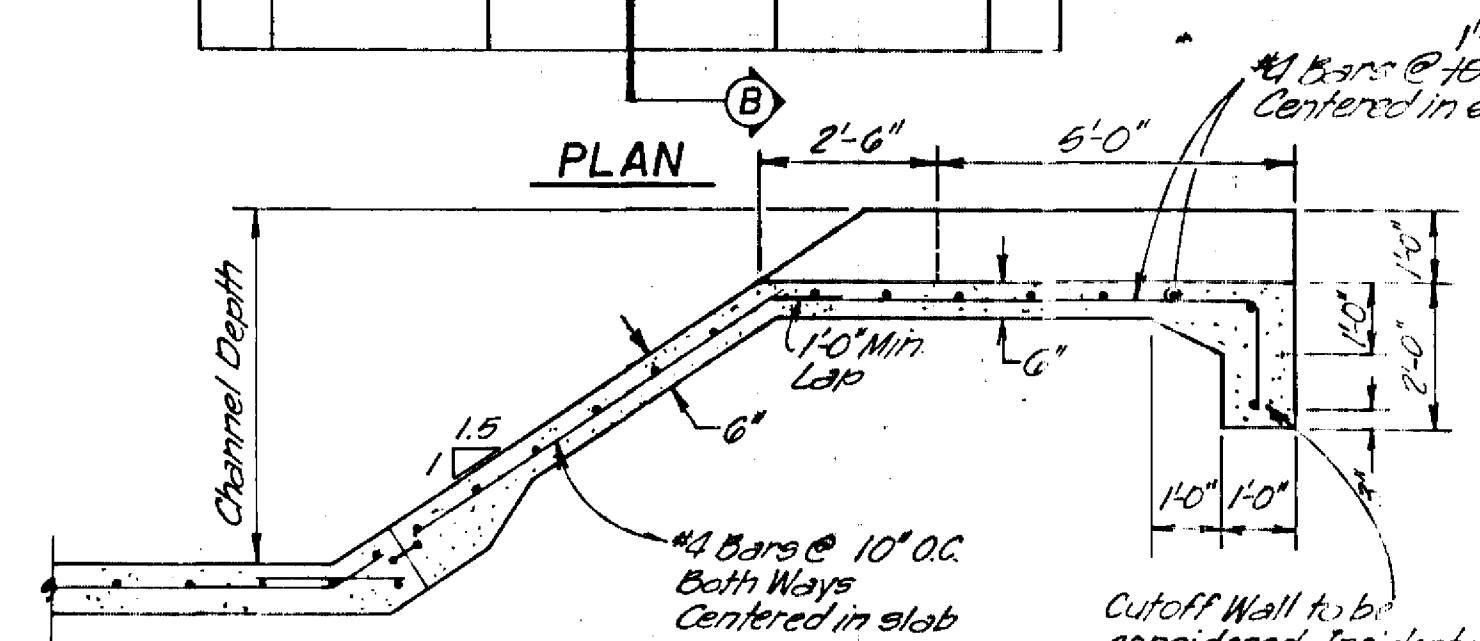 B
PLAN
2'-6"
5'-0"
#4 Bars @
Centered in
Channel Depth
1'-0"
1'-0"
2'-0"
1'-0" Min.
Lap
6"
6"
1.5
1
1'-0"
1'-0"
#4 Bars @ 10" O.C.
Both Ways
Centered in slab
Cutoff Wall to be
considered